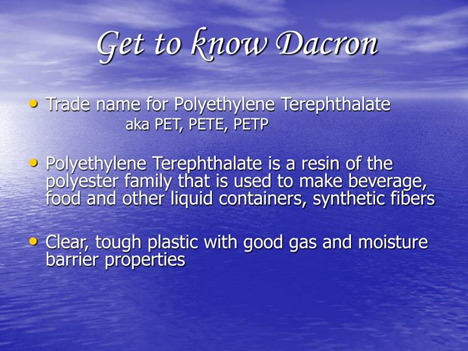 Get to know Dacron
• Trade name for Polyethylene Terephthalate
aka PET, PETE, PETP
• Polyethylene Terephthalate is a resin of the
polyester family that is used to make beverage,
food and other liquid containers, synthetic fibers
• Clear, tough plastic with good gas and moisture
barrier properties